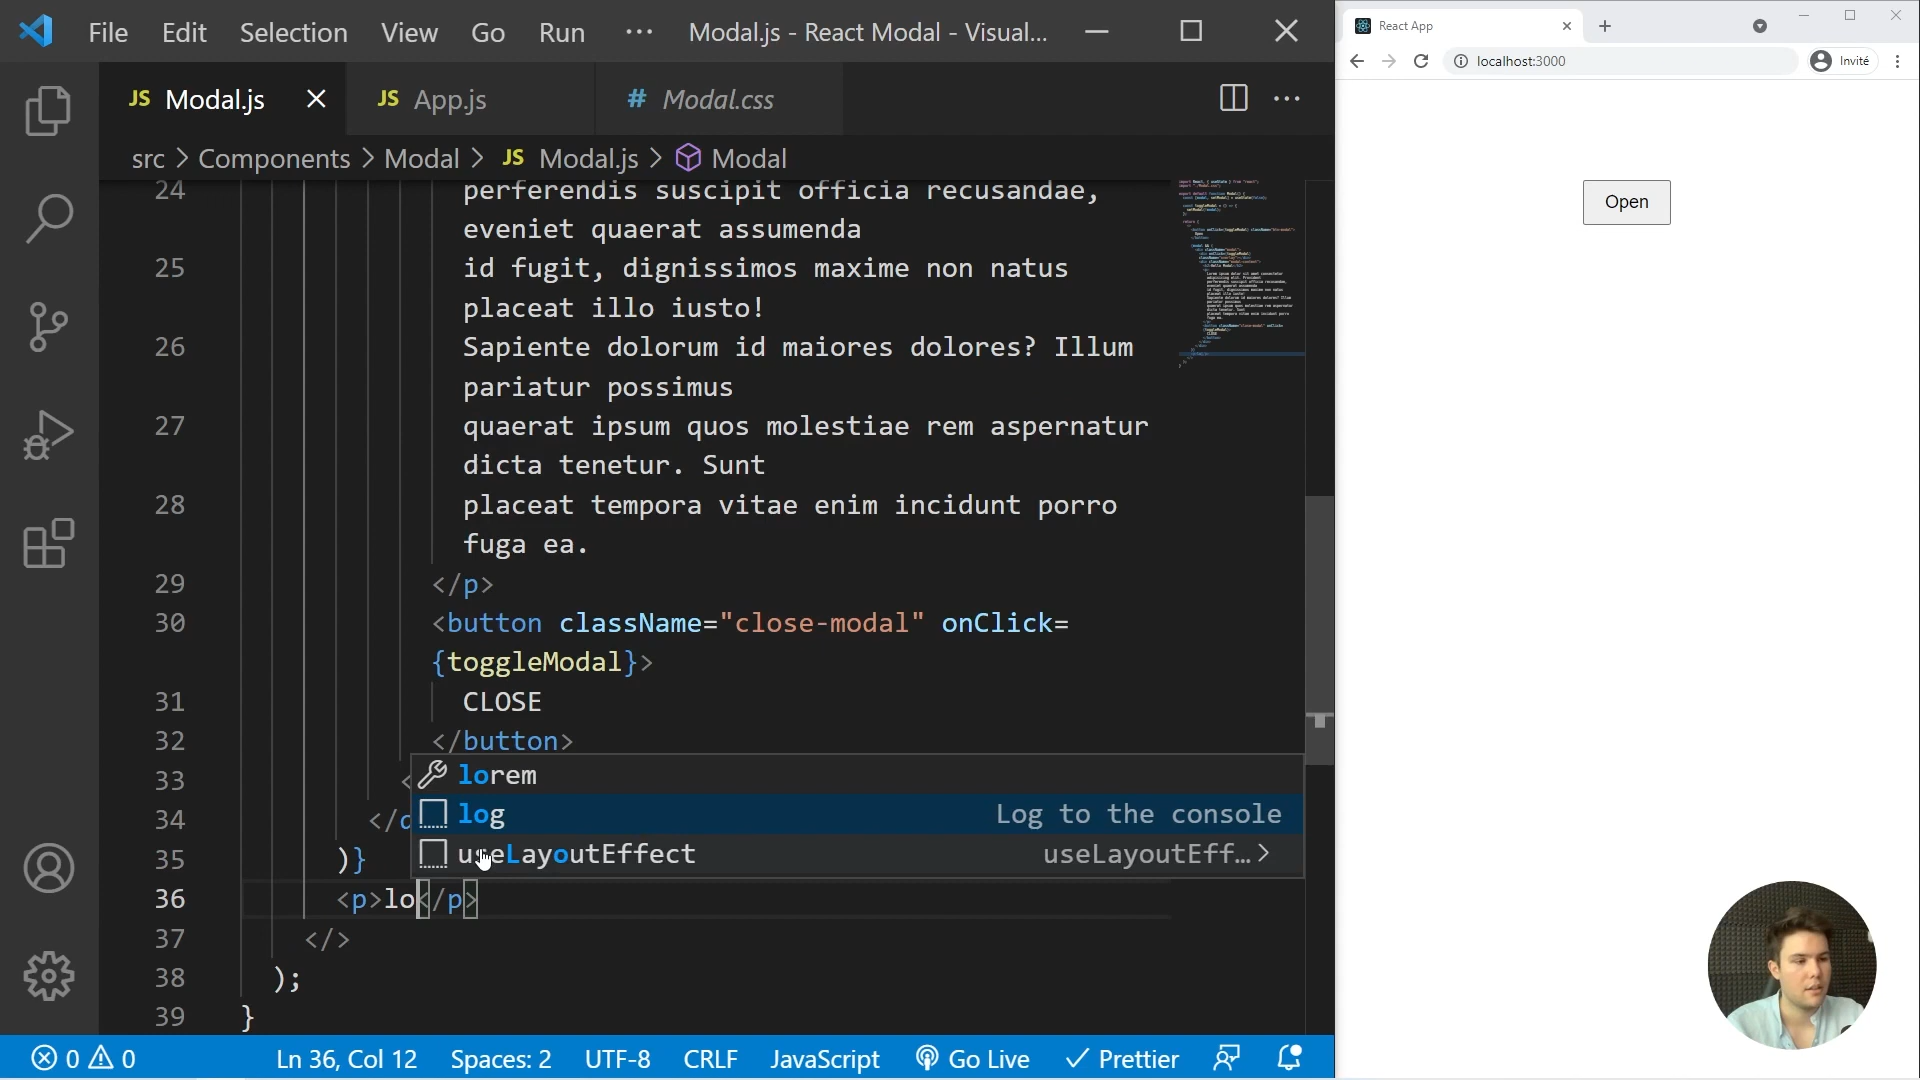 File Edit Selection View Go Run ··· Modal.js - React Modal - Visual...
JS Modal.js App.js # Modal.css
JS
src > Components > Modal > JS Modal.js > Modal
24 perferendis suscipit officia recusandae,
eveniet quaerat assumenda
25 id fugit, dignissimos maxime non natus
placeat illo iusto!
26 Sapiente dolorum id maiores dolores? Illum
pariatur possimus
27 quaerat ipsum quos molestiae rem aspernatur
dicta tenetur. Sunt
28 placeat tempora vitae enim incidunt porro
fuga ea.
29 </p>
30 <button className="close-modal" onClick=
{toggleModal}>
31 CLOSE
32 </button>
33 <
lorem
34 </d
log Log to the console
35 )}
useLayoutEffect useLayoutEff... >
36 <p>lo</p>
37 </>
38 );
39 }
0 0 Ln 36, Col 12 Spaces: 2 UTF-8 CRLF JavaScript Go Live Prettier
React App
localhost:3000 Invité
Open